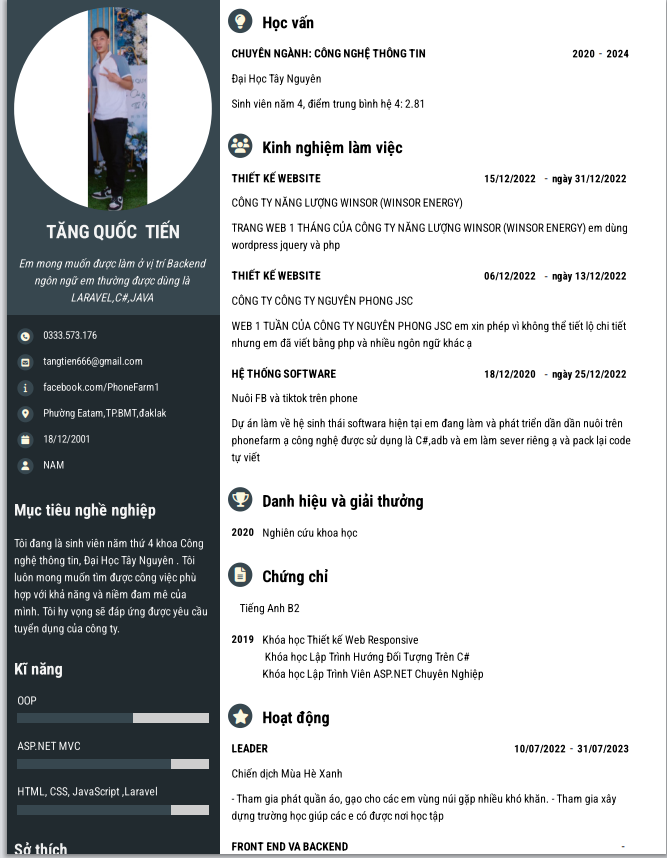 TĂNG QUỐC TIẾN
Em mong muốn được làm ở vị trí Backend
ngôn ngữ em thường được dùng là
LARAVEL,C#,JAVA
0333.573.176
tangtien666@gmail.com
facebook.com/PhoneFarm1
Phường Eatam,TP.BMT,đaklak
18/12/2001
NAM
Mục tiêu nghề nghiệp
Tôi đang là sinh viên năm thứ 4 khoa Công
nghệ thông tin, Đại Học Tây Nguyên . Tôi
luôn mong muốn tìm được công việc phù
hợp với khả năng và niềm đam mê của
mình. Tôi hy vọng sẽ đáp ứng được yêu cầu
tuyển dụng của công ty.
Kĩ năng
OOP
ASP.NET MVC
HTML, CSS, JavaScript ,Laravel
Sở thích
Học vấn
CHUYÊN NGÀNH: CÔNG NGHỆ THÔNG TIN 2020 - 2024
Đại Học Tây Nguyên
Sinh viên năm 4, điểm trung bình hệ 4: 2.81
Kinh nghiệm làm việc
THIẾT KẾ WEBSITE 15/12/2022 - ngày 31/12/2022
CÔNG TY NĂNG LƯỢNG WINSOR (WINSOR ENERGY)
TRANG WEB 1 THÁNG CỦA CÔNG TY NĂNG LƯỢNG WINSOR (WINSOR ENERGY) em dùng
wordpress jquery và php
THIẾT KẾ WEBSITE 06/12/2022 - ngày 13/12/2022
CÔNG TY CÔNG TY NGUYÊN PHONG JSC
WEB 1 TUẦN CỦA CÔNG TY NGUYÊN PHONG JSC em xin phép vì không thể tiết lộ chi tiết
nhưng em đã viết bằng php và nhiều ngôn ngữ khác ạ
HỆ THỐNG SOFTWARE 18/12/2020 - ngày 25/12/2022
Nuôi FB và tiktok trên phone
Dự án làm về hệ sinh thái softwara hiện tại em đang làm và phát triển dần dần nuôi trên
phonefarm ạ công nghệ được sử dụng là C#,adb và em làm sever riêng ạ và pack lại code
tự viết
Danh hiệu và giải thưởng
2020 Nghiên cứu khoa học
Chứng chỉ
Tiếng Anh B2
2019 Khóa học Thiết kế Web Responsive
Khóa học Lập Trình Hướng Đối Tượng Trên C#
Khóa học Lập Trình Viên ASP.NET Chuyên Nghiệp
Hoạt động
LEADER 10/07/2022 - 31/07/2023
Chiến dịch Mùa Hè Xanh
- Tham gia phát quần áo, gạo cho các em vùng núi gặp nhiều khó khăn. - Tham gia xây
dựng trường học giúp các e có được nơi học tập
FRONT END VA BACKEND -